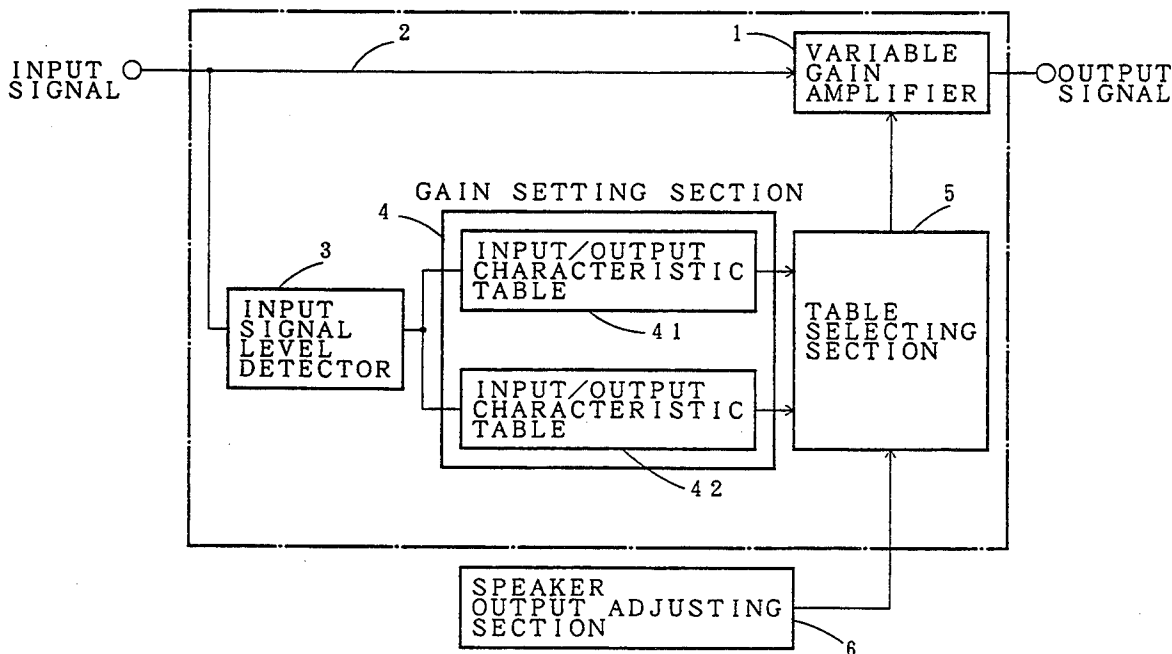 2
1
INPUT
SIGNAL
VARIABLE
GAIN
AMPLIFIER
OUTPUT
SIGNAL
GAIN SETTING SECTION
4
5
3
INPUT
SIGNAL
LEVEL
DETECTOR
INPUT/OUTPUT
CHARACTERISTIC
TABLE
41
INPUT/OUTPUT
CHARACTERISTIC
TABLE
42
TABLE
SELECTING
SECTION
SPEAKER
OUTPUT ADJUSTING
SECTION
6